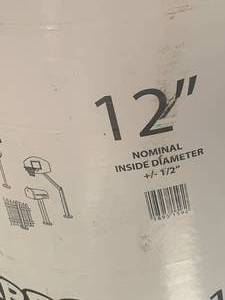 12"
NOMINAL
INSIDE DIAMETER
+/- 1/2"